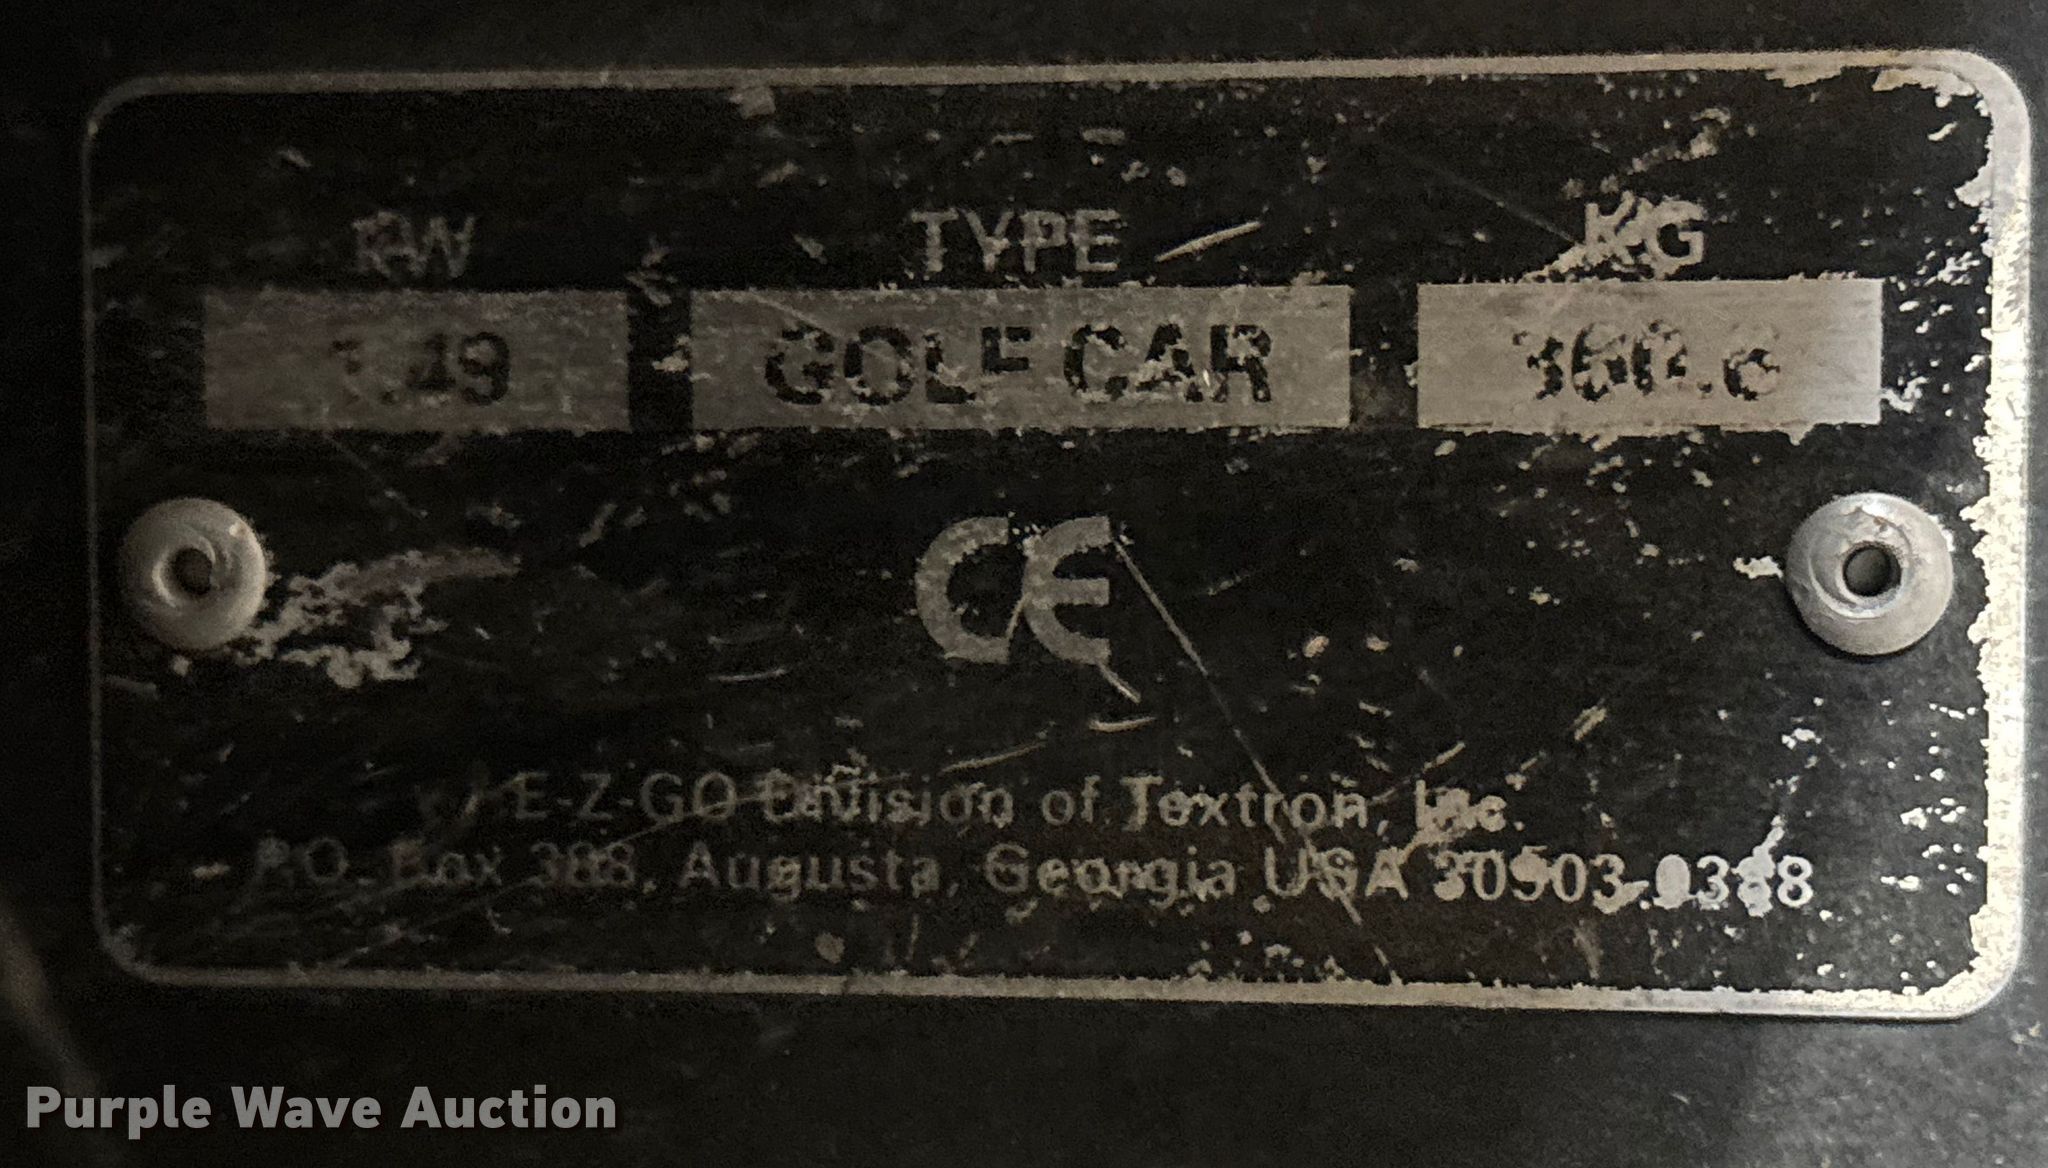 KW TYPE KG
GOLF CAR
CE
E-Z-GO Division of Textron, Inc.
P.O. Box 388, Augusta, Georgia USA 30903-0388
Purple Wave Auction